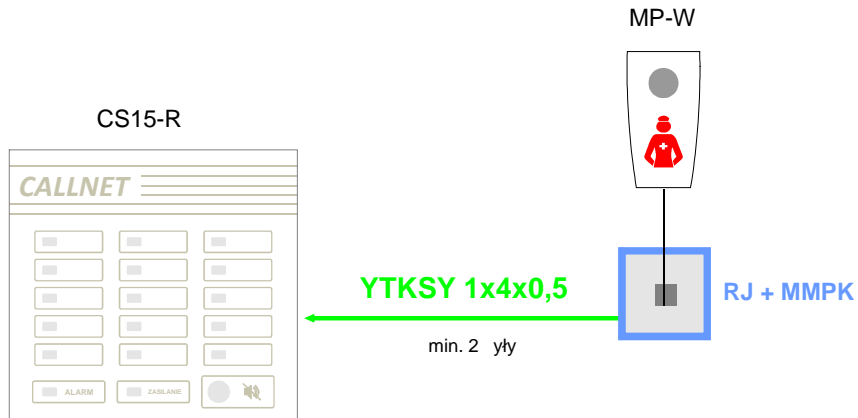 MP-W
CS15-R
CALLNET
YTKSY 1x4x0,5
RJ + MMPK
min. 2 yły
ALARM
ZASILANIE